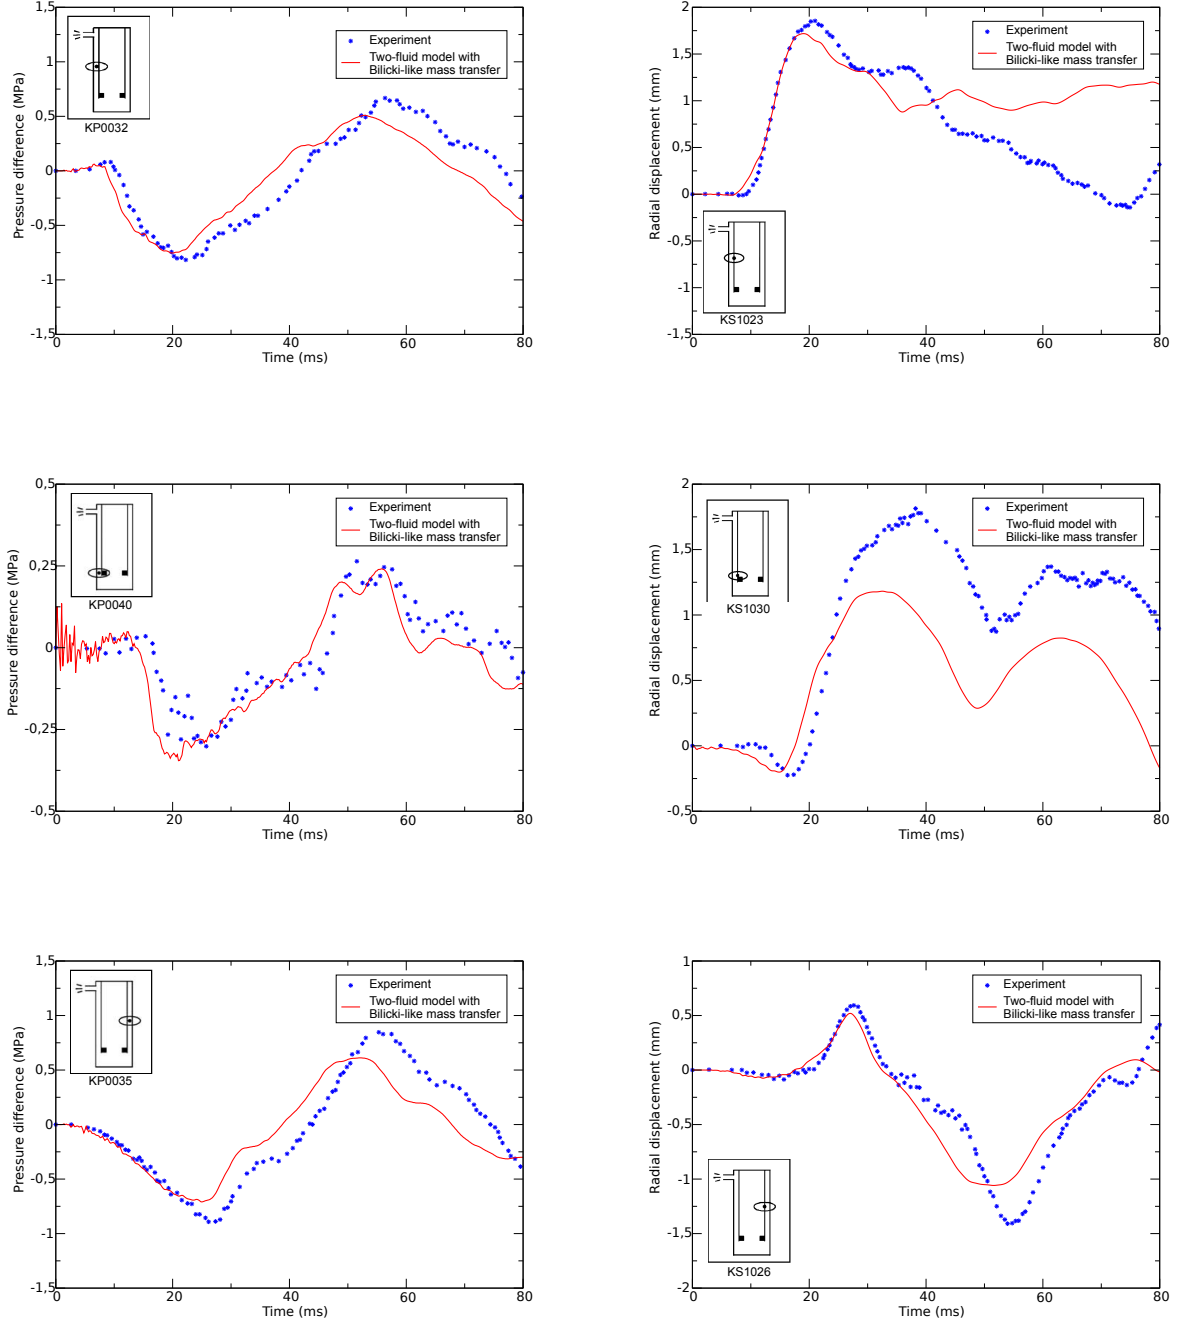 1,5
1
0,5
0
-0,5
-1
-1,5
0
20
40
60
80
Time (ms)
Pressure difference (MPa)
KP0032
Experiment
Two-fluid model with
Bilicki-like mass transfer
2
1,5
1
0,5
0
-0,5
-1
-1,5
0
20
40
60
80
Time (ms)
Radial displacement (mm)
KS1023
Experiment
Two-fluid model with
Bilicki-like mass transfer
0,5
0,25
0
-0,25
-0,5
0
20
40
60
80
Time (ms)
Pressure difference (MPa)
KP0040
Experiment
Two-fluid model with
Bilicki-like mass transfer
2
1,5
1
0,5
0
-0,5
0
20
40
60
80
Time (ms)
Radial displacement (mm)
KS1030
Experiment
Two-fluid model with
Bilicki-like mass transfer
1,5
1
0,5
0
-0,5
-1
-1,5
0
20
40
60
80
Time (ms)
Pressure difference (MPa)
KP0035
Experiment
Two-fluid model with
Bilicki-like mass transfer
1
0,5
0
-0,5
-1
-1,5
-2
0
20
40
60
80
Time (ms)
Radial displacement (mm)
KS1026
Experiment
Two-fluid model with
Bilicki-like mass transfer